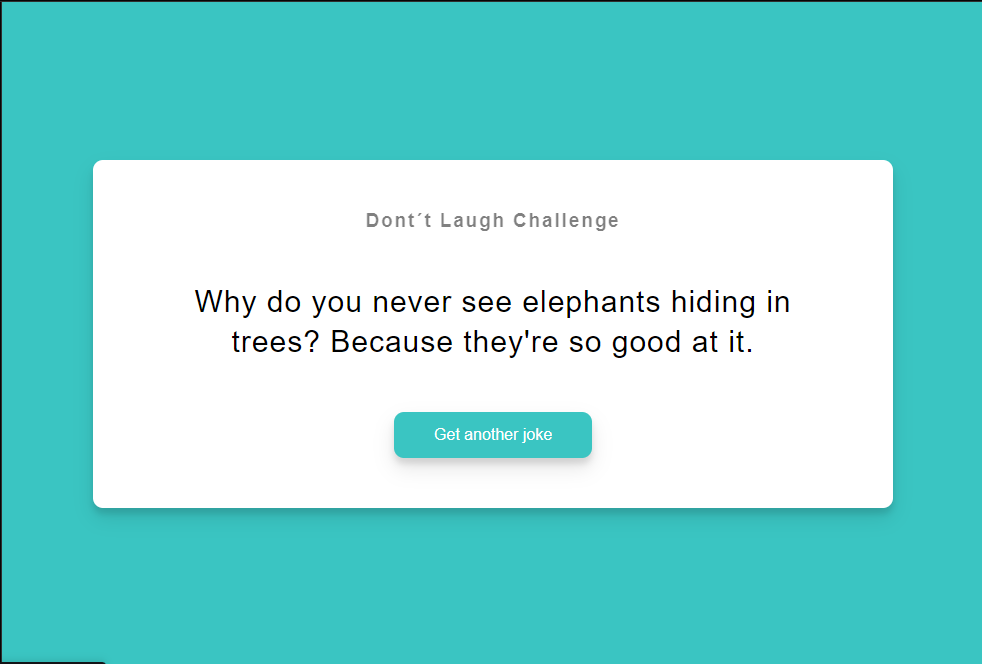 Dont´t Laugh Challenge
Why do you never see elephants hiding in
trees? Because they're so good at it.
Get another joke